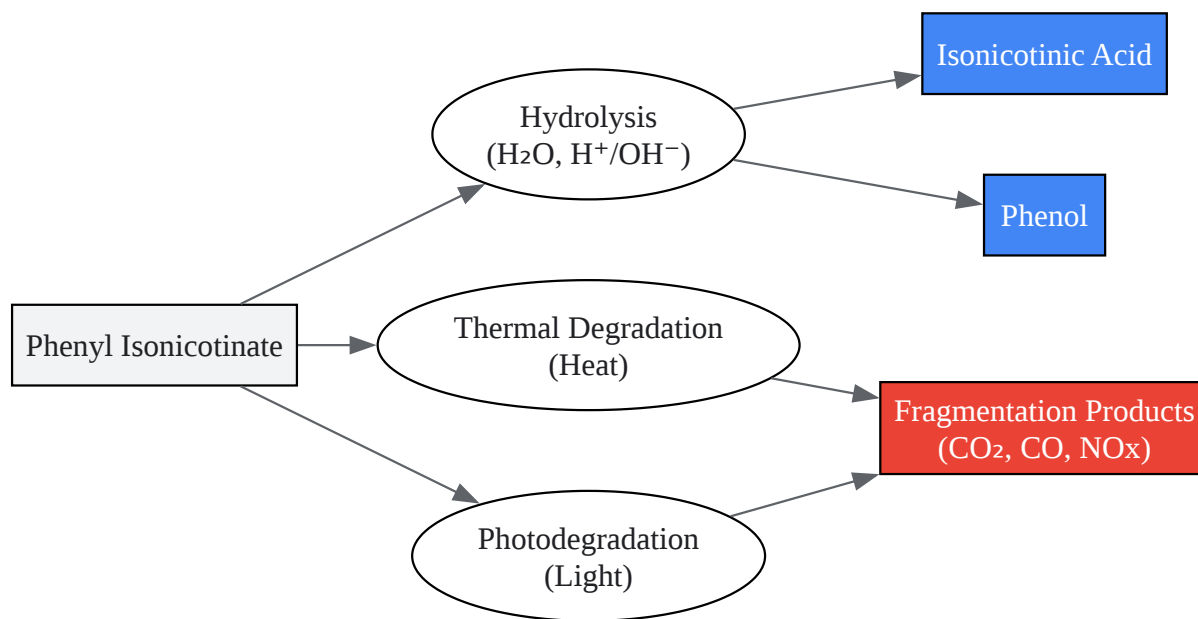 Isonicotinic Acid
Hydrolysis
(H₂O, H⁺/OH⁻)
Phenol
Phenyl Isonicotinate
Thermal Degradation
(Heat)
Fragmentation Products
(CO₂, CO, NOx)
Photodegradation
(Light)